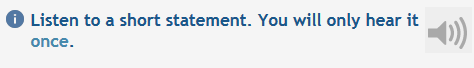 Listen to a short statement. You will only hear it
once.